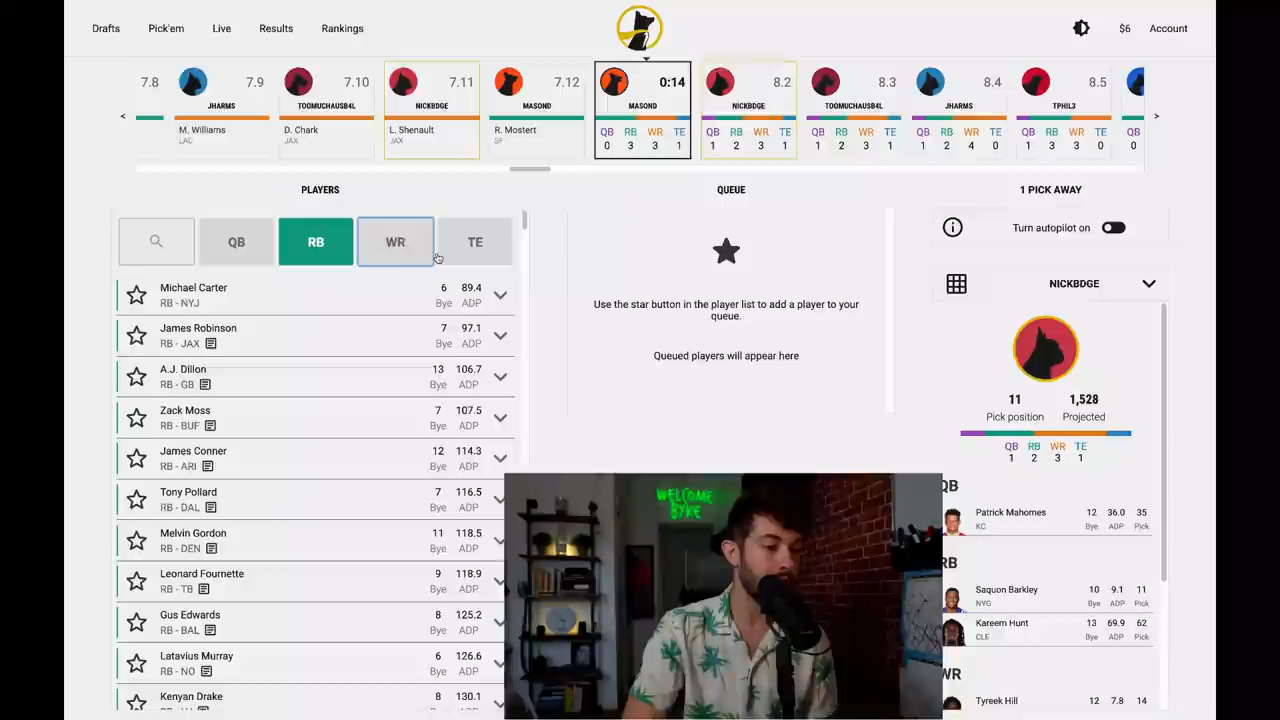 Drafts Pick'em Live Results Rankings $6 Account
7.8 7.9 7.10 7.11 7.12 0:14 8.2 8.3 8.4 8.5
JHARMS TOOMUCHAUSB4L NICKBDGE MASOND MASOND NICKBDGE TOOMUCHAUSB4L JHARMS TPHIL3
< M. Williams D. Chark L. Shenault R. Mostert QB RB WR TE QB RB WR TE QB RB WR TE QB RB WR TE QB RB WR TE QB >
LAC JAX JAX SF 0 3 3 1 1 2 3 1 1 2 3 1 1 2 4 0 1 3 3 0 0
PLAYERS QUEUE 1 PICK AWAY
QB RB WR TE
Turn autopilot on
Michael Carter 6 89.4
RB - NYJ Bye ADP
James Robinson 7 97.1
RB - JAX Bye ADP
A.J. Dillon 13 106.7
RB - GB Bye ADP
Zack Moss 7 107.5
RB - BUF Bye ADP
James Conner 12 114.3
RB - ARI Bye ADP
Tony Pollard 7 116.5
RB - DAL Bye ADP
Melvin Gordon 11 118.5
RB - DEN Bye ADP
Leonard Fournette 9 118.9
RB - TB Bye ADP
Gus Edwards 8 125.2
RB - BAL Bye ADP
Latavius Murray 6 126.6
RB - NO Bye ADP
Kenyan Drake 8 130.1
Use the star button in the player list to add a player to your
queue.
Queued players will appear here
WELCOME
BYKE
NICKBDGE
11 1,528
Pick position Projected
QB RB WR TE
1 2 3 1
QB
Patrick Mahomes 12 36.0 35
KC Bye ADP Pick
RB
Saquon Barkley 10 9.1 11
NYG Bye ADP Pick
Kareem Hunt 13 69.9 62
CLE Bye ADP Pick
WR
Tyreek Hill 12 7.8 14